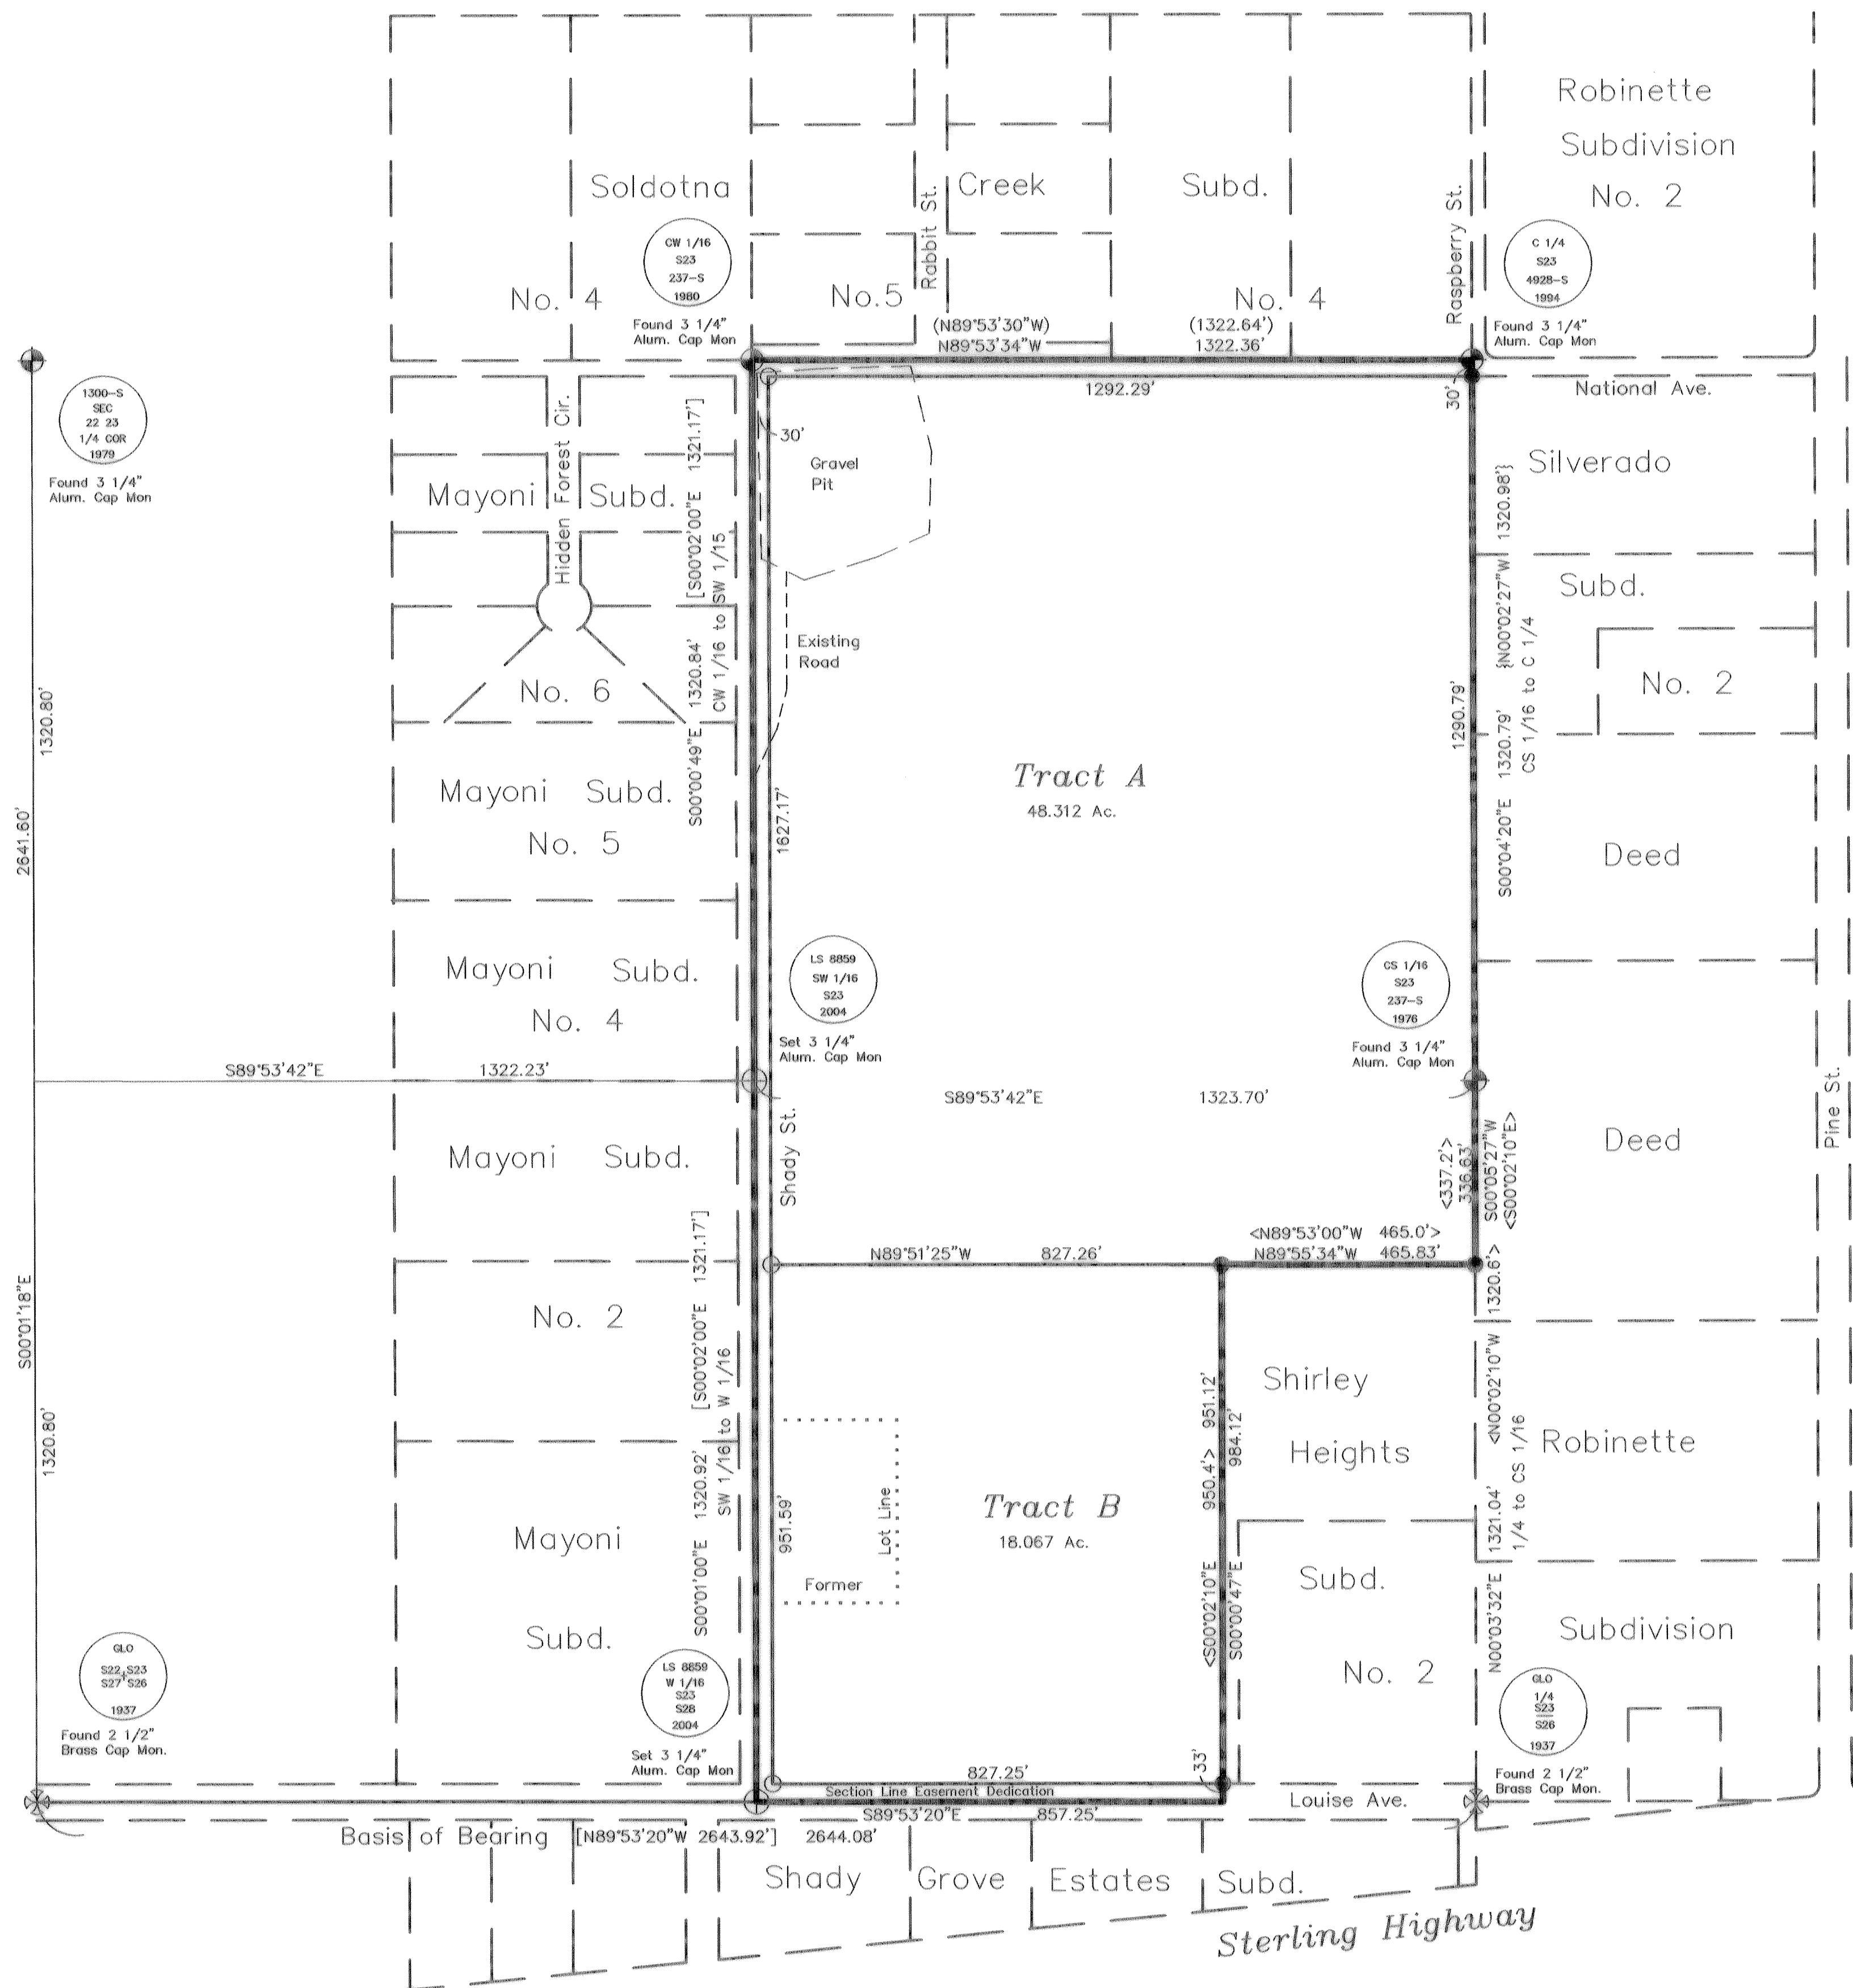 Robinette
Subdivision
No. 2
Soldotna
Creek
Subd.
Rabbit St.
Raspberry St.
CW 1/16
S23
237-S
1980
Found 3 1/4"
Alum. Cap Mon
C 1/4
S23
4928-S
1994
Found 3 1/4"
Alum. Cap Mon
No. 4
No.5
No. 4
(N89°53'30"W) (1322.64')
N89°53'34"W 1322.36'
1292.29'
30'
30'
National Ave.
1300-S
SEC
22 23
1/4 COR
1979
Found 3 1/4"
Alum. Cap Mon
Hidden Forest Cir.
Mayoni Subd.
No. 6
[S00°02'00"E 1321.17']
S00°00'49"E 1320.84'
CW 1/16 to SW 1/15
Gravel
Pit
Existing
Road
Silverado
Subd.
No. 2
{N00°02'27"W 1320.98'}
S00°04'20"E 1320.79'
CS 1/16 to C 1/4
1290.79'
1320.80'
2641.60'
S00°01'18"E
1320.80'
Tract A
48.312 Ac.
1627.17'
Mayoni Subd.
No. 5
Deed
Mayoni Subd.
No. 4
LS 8859
SW 1/16
S23
2004
Set 3 1/4"
Alum. Cap Mon
CS 1/16
S23
237-S
1976
Found 3 1/4"
Alum. Cap Mon
S89°53'42"E 1322.23'
S89°53'42"E 1323.70'
Shady St.
Pine St.
Deed
Mayoni Subd.
No. 2
<337.2'>
336.63'
S00°05'27"W
<S00°02'10"E>
<N89°53'00"W 465.0'>
N89°55'34"W 465.83'
N89°51'25"W 827.26'
[S00°02'00"E 1321.17']
S00°01'00"E 1320.92'
SW 1/16 to W 1/16
951.59'
Lot Line
Former
Tract B
18.067 Ac.
<S00°02'10"E 950.4'> 951.12'
S00°00'47"E 984.12'
Shirley
Heights
Subd.
No. 2
<N00°02'10"W 1320.6'>
N00°03'32"E 1321.04'
1/4 to CS 1/16
Robinette
Subdivision
Mayoni
Subd.
GLO
S22 S23
S27 S26
1937
Found 2 1/2"
Brass Cap Mon.
LS 8859
W 1/16
S23
S28
2004
Set 3 1/4"
Alum. Cap Mon
GLO
1/4
S23
S26
1937
Found 2 1/2"
Brass Cap Mon.
33'
827.25'
Section Line Easement Dedication
S89°53'20"E 857.25'
Louise Ave.
Basis of Bearing [N89°53'20"W 2643.92'] 2644.08'
Shady Grove Estates Subd.
Sterling Highway